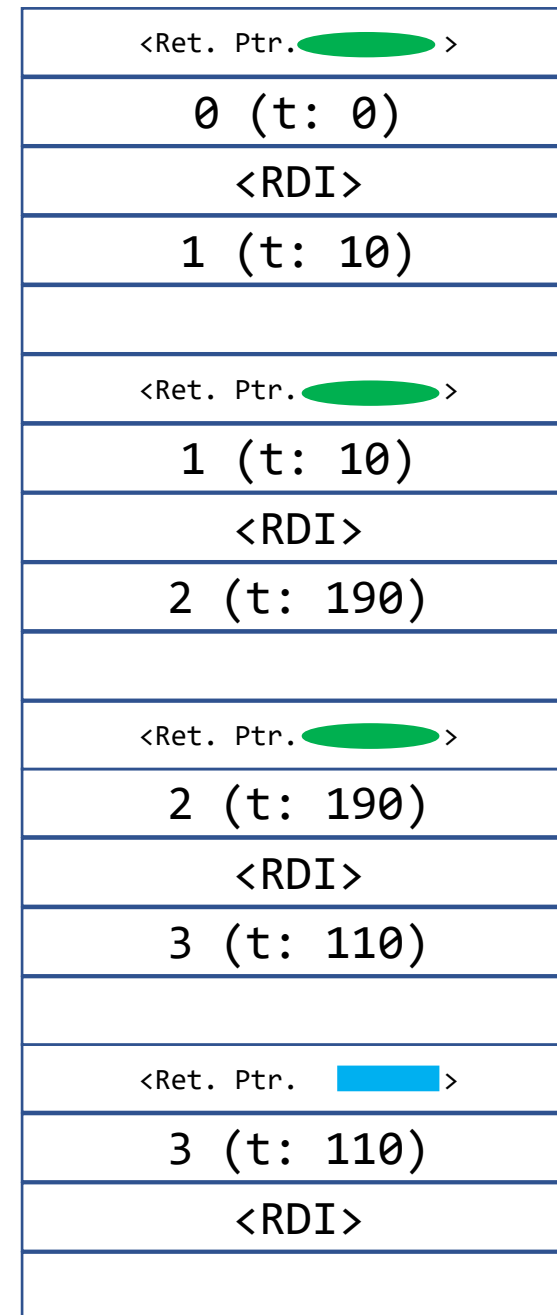 <Ret. Ptr. >
0 (t: 0)
<RDI>
1 (t: 10)
<Ret. Ptr. >
1 (t: 10)
<RDI>
2 (t: 190)
<Ret. Ptr. >
2 (t: 190)
<RDI>
3 (t: 110)
<Ret. Ptr. >
3 (t: 110)
<RDI>